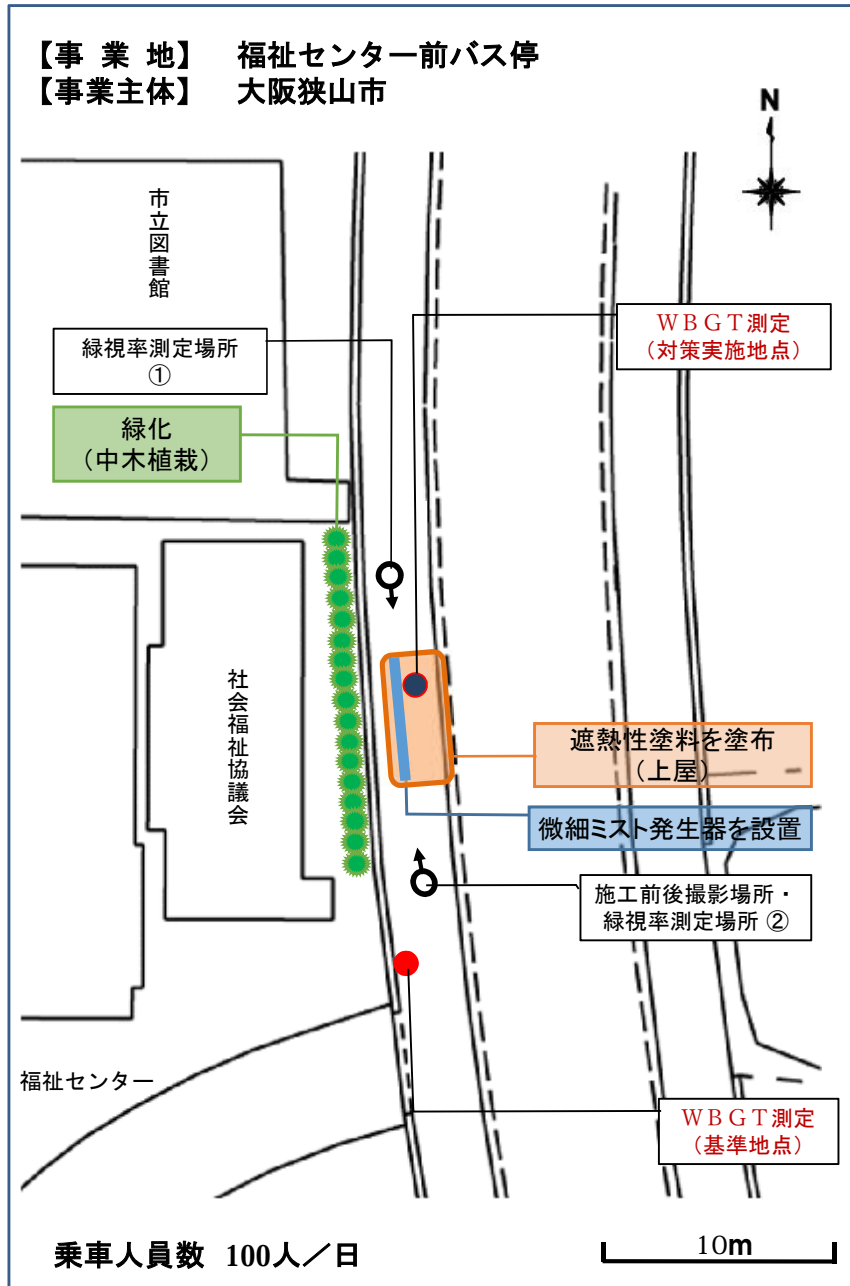 【事 業 地】 福祉センター前バス停
【事業主体】 大阪狭山市
N
市立図書館
WBGT測定
(対策実施地点)
緑視率測定場所
①
緑化
(中木植栽)
社会福祉協議会
遮熱性塗料を塗布
(上屋)
微細ミスト発生器を設置
施工前後撮影場所・
緑視率測定場所 ②
福祉センター
WBGT測定
(基準地点)
乗車人員数 100人/日
10m